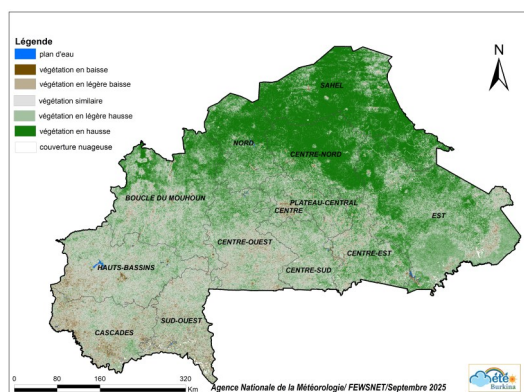 Légende
plan d'eau
végétation en baisse
végétation en légère baisse
végétation similaire
végétation en légère hausse
végétation en hausse
couverture nuageuse
N
SAHEL
NORD
CENTRE-NORD
BOUCLE DU MOUHOUN
PLATEAU-CENTRAL
CENTRE
EST
CENTRE-OUEST
CENTRE-EST
HAUTS-BASSINS
CENTRE-SUD
SUD-OUEST
CASCADES
0 80 160 320
Km
Agence Nationale de la Météorologie/ FEWSNET/Septembre 2025
météo
Burkina